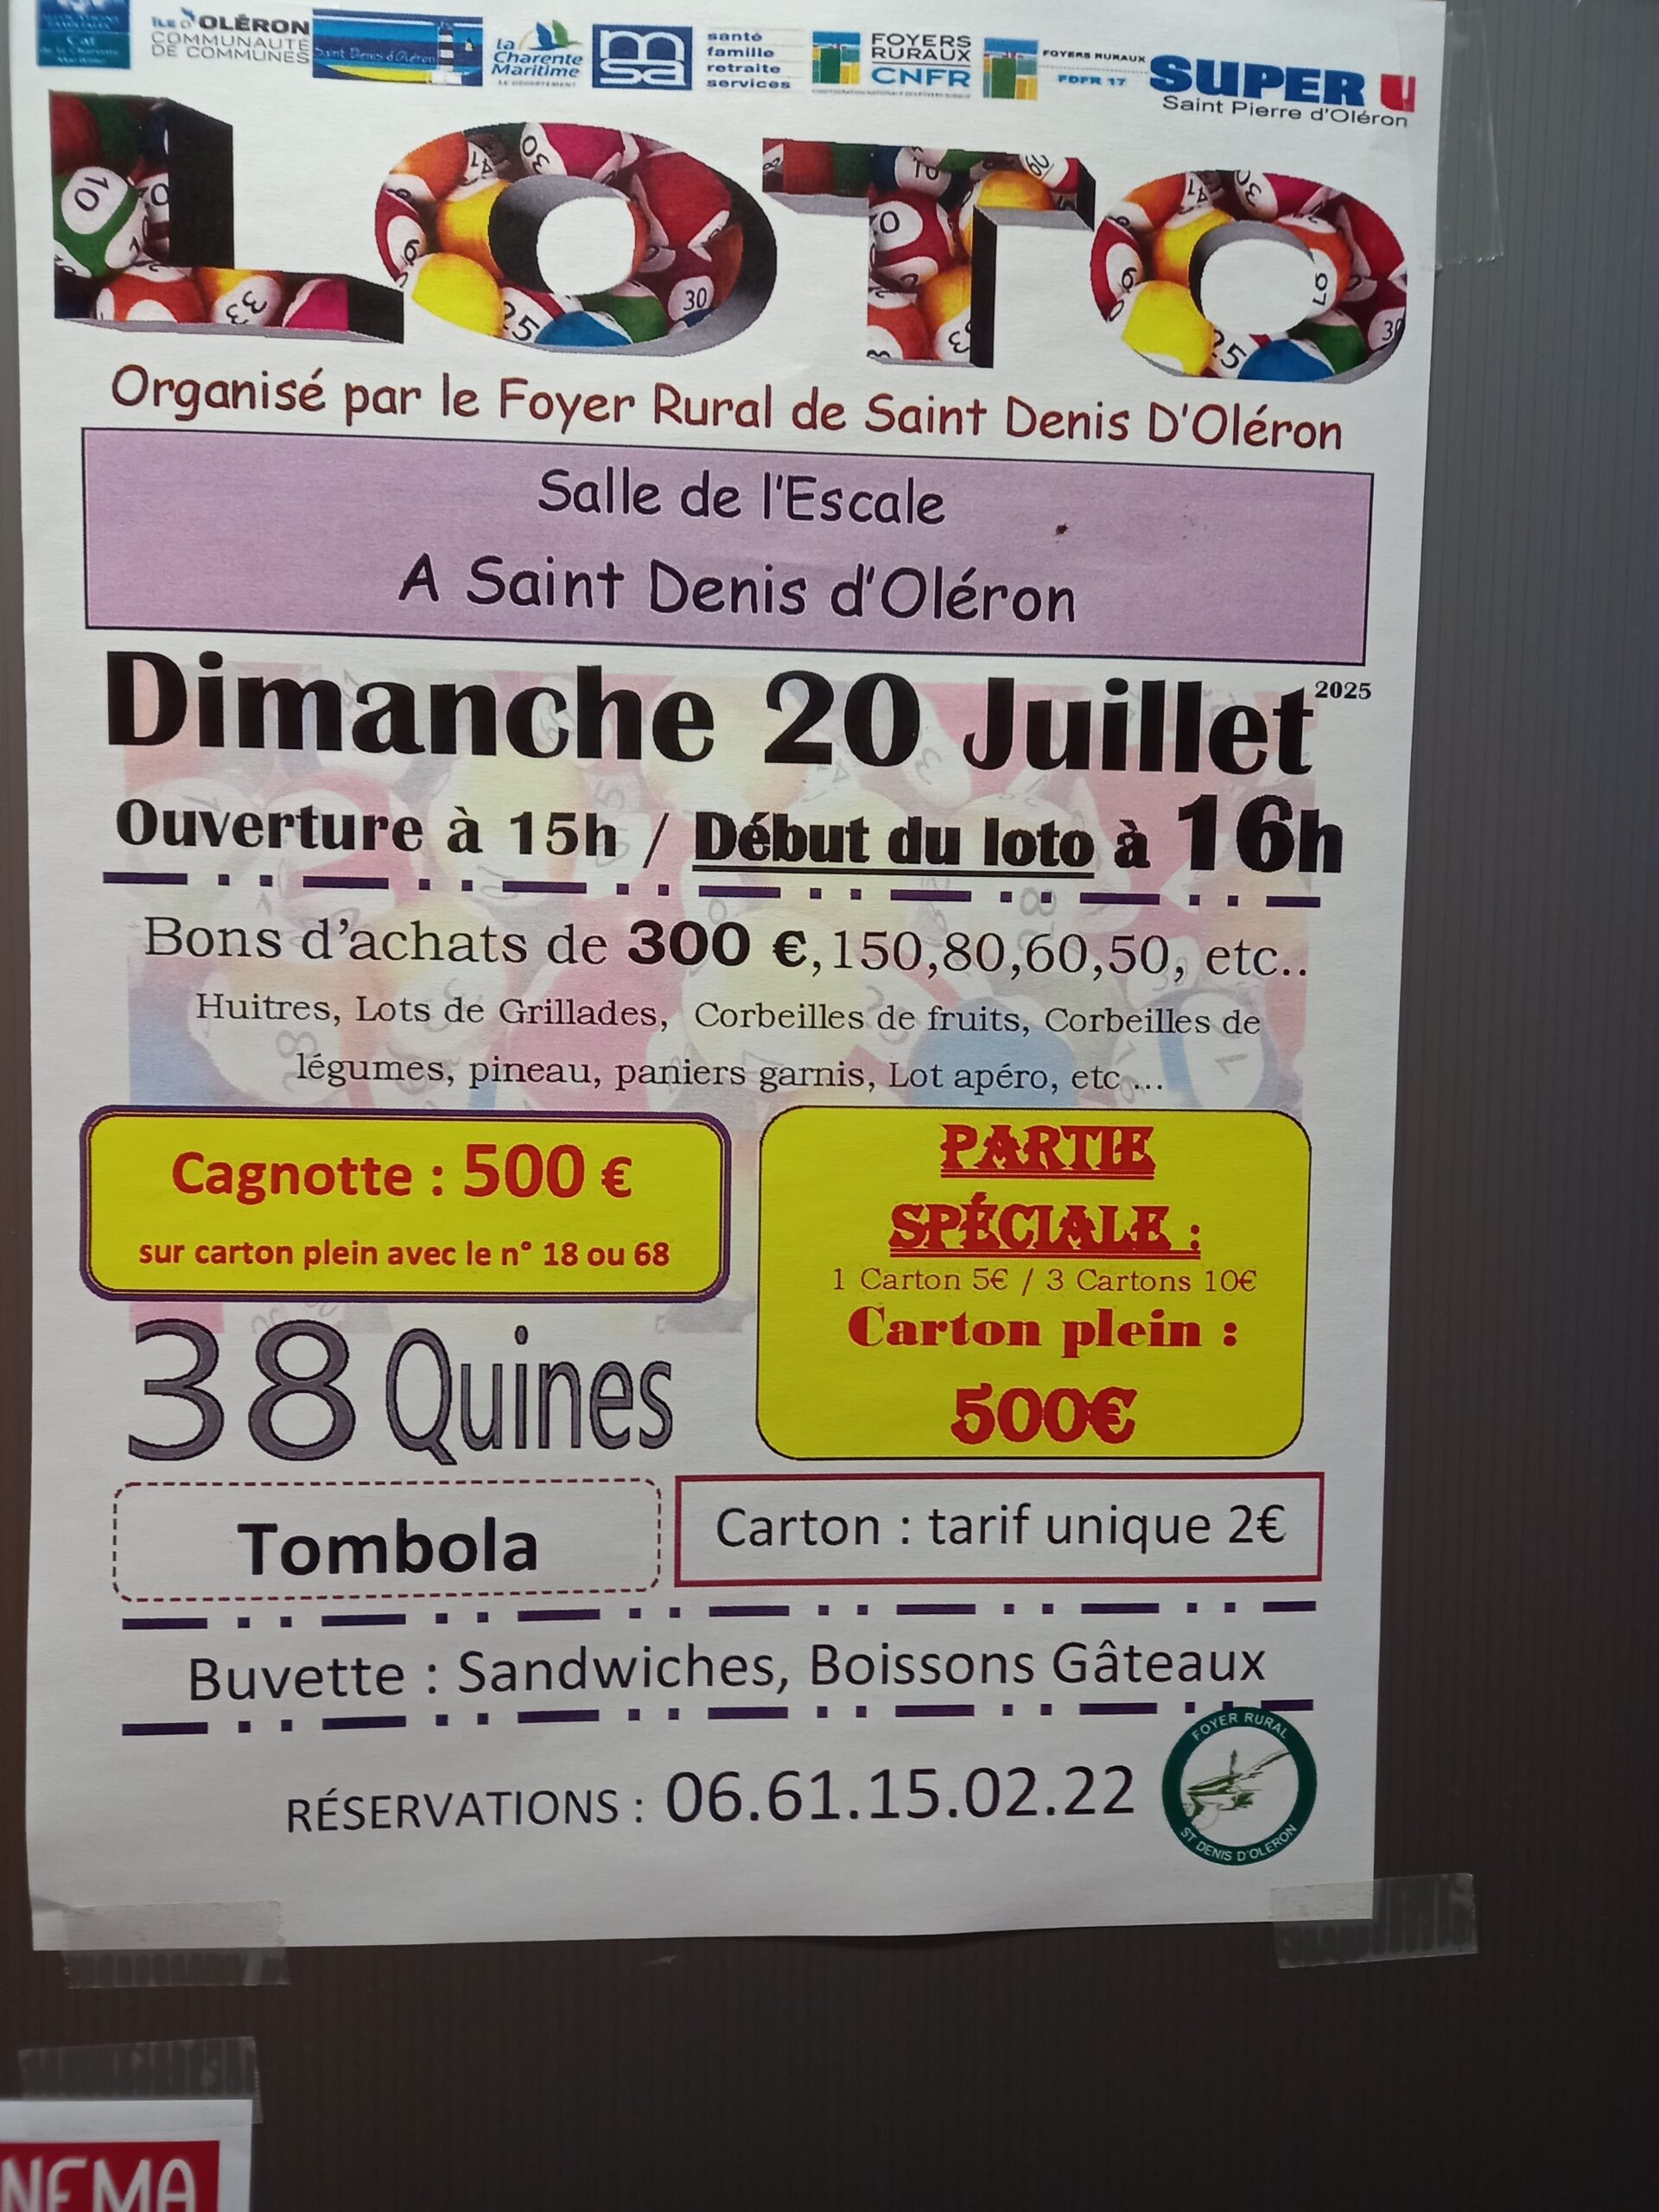 ÎLE D'OLÉRON
COMMUNAUTÉ
DE COMMUNES
Saint Denis d'Oléron
la
Charente
Maritime
LE DÉPARTEMENT
msa
santé
famille
retraite
services
FOYERS
RURAUX
CNFR
FOYERS RURAUX
FDFR 17
SUPER U
Saint Pierre d'Oléron
LOTO
Organisé par le Foyer Rural de Saint Denis D'Oléron
Salle de l'Escale
A Saint Denis d'Oléron
Dimanche 20 Juillet 2025
Ouverture à 15h / Début du loto à 16h
Bons d'achats de 300 €,150,80,60,50, etc..
Huitres, Lots de Grillades, Corbeilles de fruits, Corbeilles de
légumes, pineau, paniers garnis, Lot apéro, etc ...
Cagnotte : 500 €
sur carton plein avec le n° 18 ou 68
PARTIE
SPÉCIALE :
1 Carton 5€ / 3 Cartons 10€
Carton plein :
500€
38 Quines
Tombola
Carton : tarif unique 2€
Buvette : Sandwiches, Boissons Gâteaux
RÉSERVATIONS : 06.61.15.02.22
FOYER RURAL
ST DENIS D'OLERON
NEMA